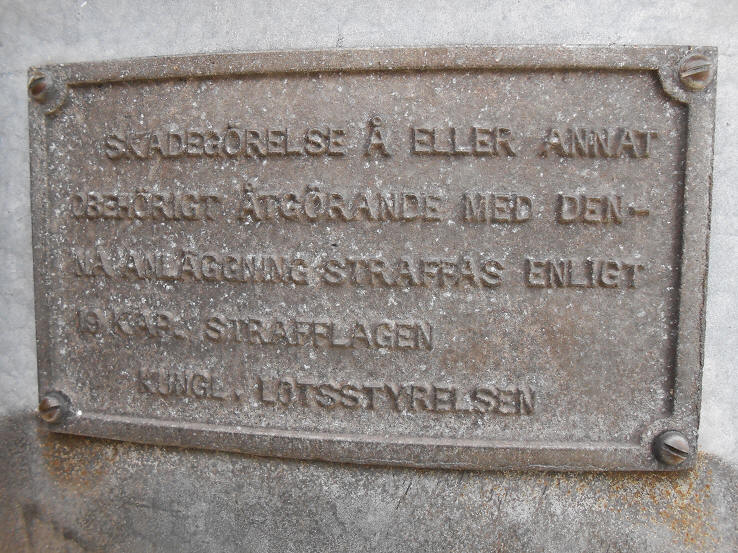 SKADEGÖRELSE Å ELLER ANNAT
OBEHÖRIGT ÅTGÖRANDE MED DEN-
NA ANLÄGGNING STRAFFAS ENLIGT
19 KAP. STRAFFLAGEN
KUNGL. LOTSSTYRELSEN